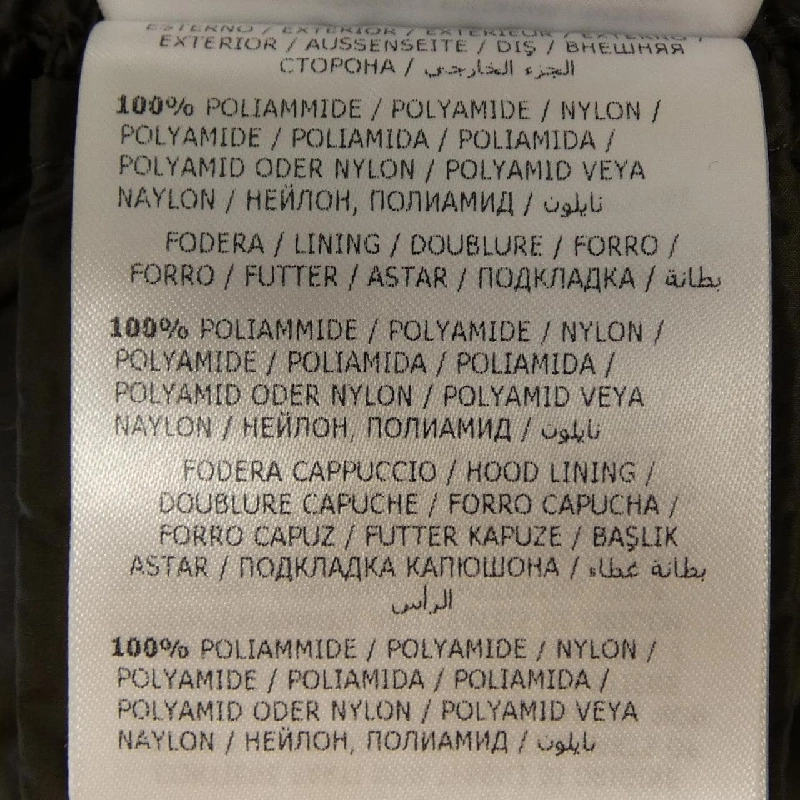 ESTERNO / EXTERIOR / EXTÉRIEUR / EXTERNO /
EXTERIOR / AUSSENSEITE / DIŞ / ВНЕШНЯЯ
СТОРОНА / الجزء الخارجي
100% POLIAMMIDE / POLYAMIDE / NYLON /
POLYAMIDE / POLIAMIDA / POLIAMIDA /
POLYAMID ODER NYLON / POLYAMID VEYA
NAYLON / НЕЙЛОН, ПОЛИАМИД / نايلون
FODERA / LINING / DOUBLURE / FORRO /
FORRO / FUTTER / ASTAR / ПОДКЛАДКА / بطانة
100% POLIAMMIDE / POLYAMIDE / NYLON /
POLYAMIDE / POLIAMIDA / POLIAMIDA /
POLYAMID ODER NYLON / POLYAMID VEYA
NAYLON / НЕЙЛОН, ПОЛИАМИД / نايلون
FODERA CAPPUCCIO / HOOD LINING /
DOUBLURE CAPUCHE / FORRO CAPUCHA /
FORRO CAPUZ / FUTTER KAPUZE / BAŞLIK
ASTAR / ПОДКЛАДКА КАПЮШОНА / بطانة غطاء
الرأس
100% POLIAMMIDE / POLYAMIDE / NYLON /
POLYAMIDE / POLIAMIDA / POLIAMIDA /
POLYAMID ODER NYLON / POLYAMID VEYA
NAYLON / НЕЙЛОН, ПОЛИАМИД / نايلون